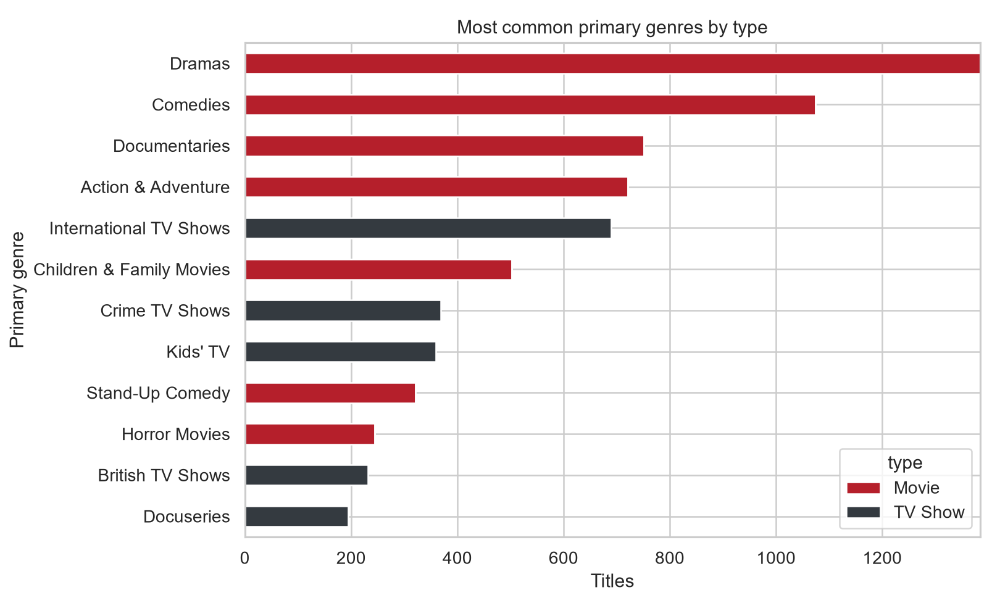 Most common primary genres by type
Primary genre
Dramas
Comedies
Documentaries
Action & Adventure
International TV Shows
Children & Family Movies
Crime TV Shows
Kids' TV
Stand-Up Comedy
Horror Movies
British TV Shows
Docuseries
type
Movie
TV Show
0 200 400 600 800 1000 1200
Titles